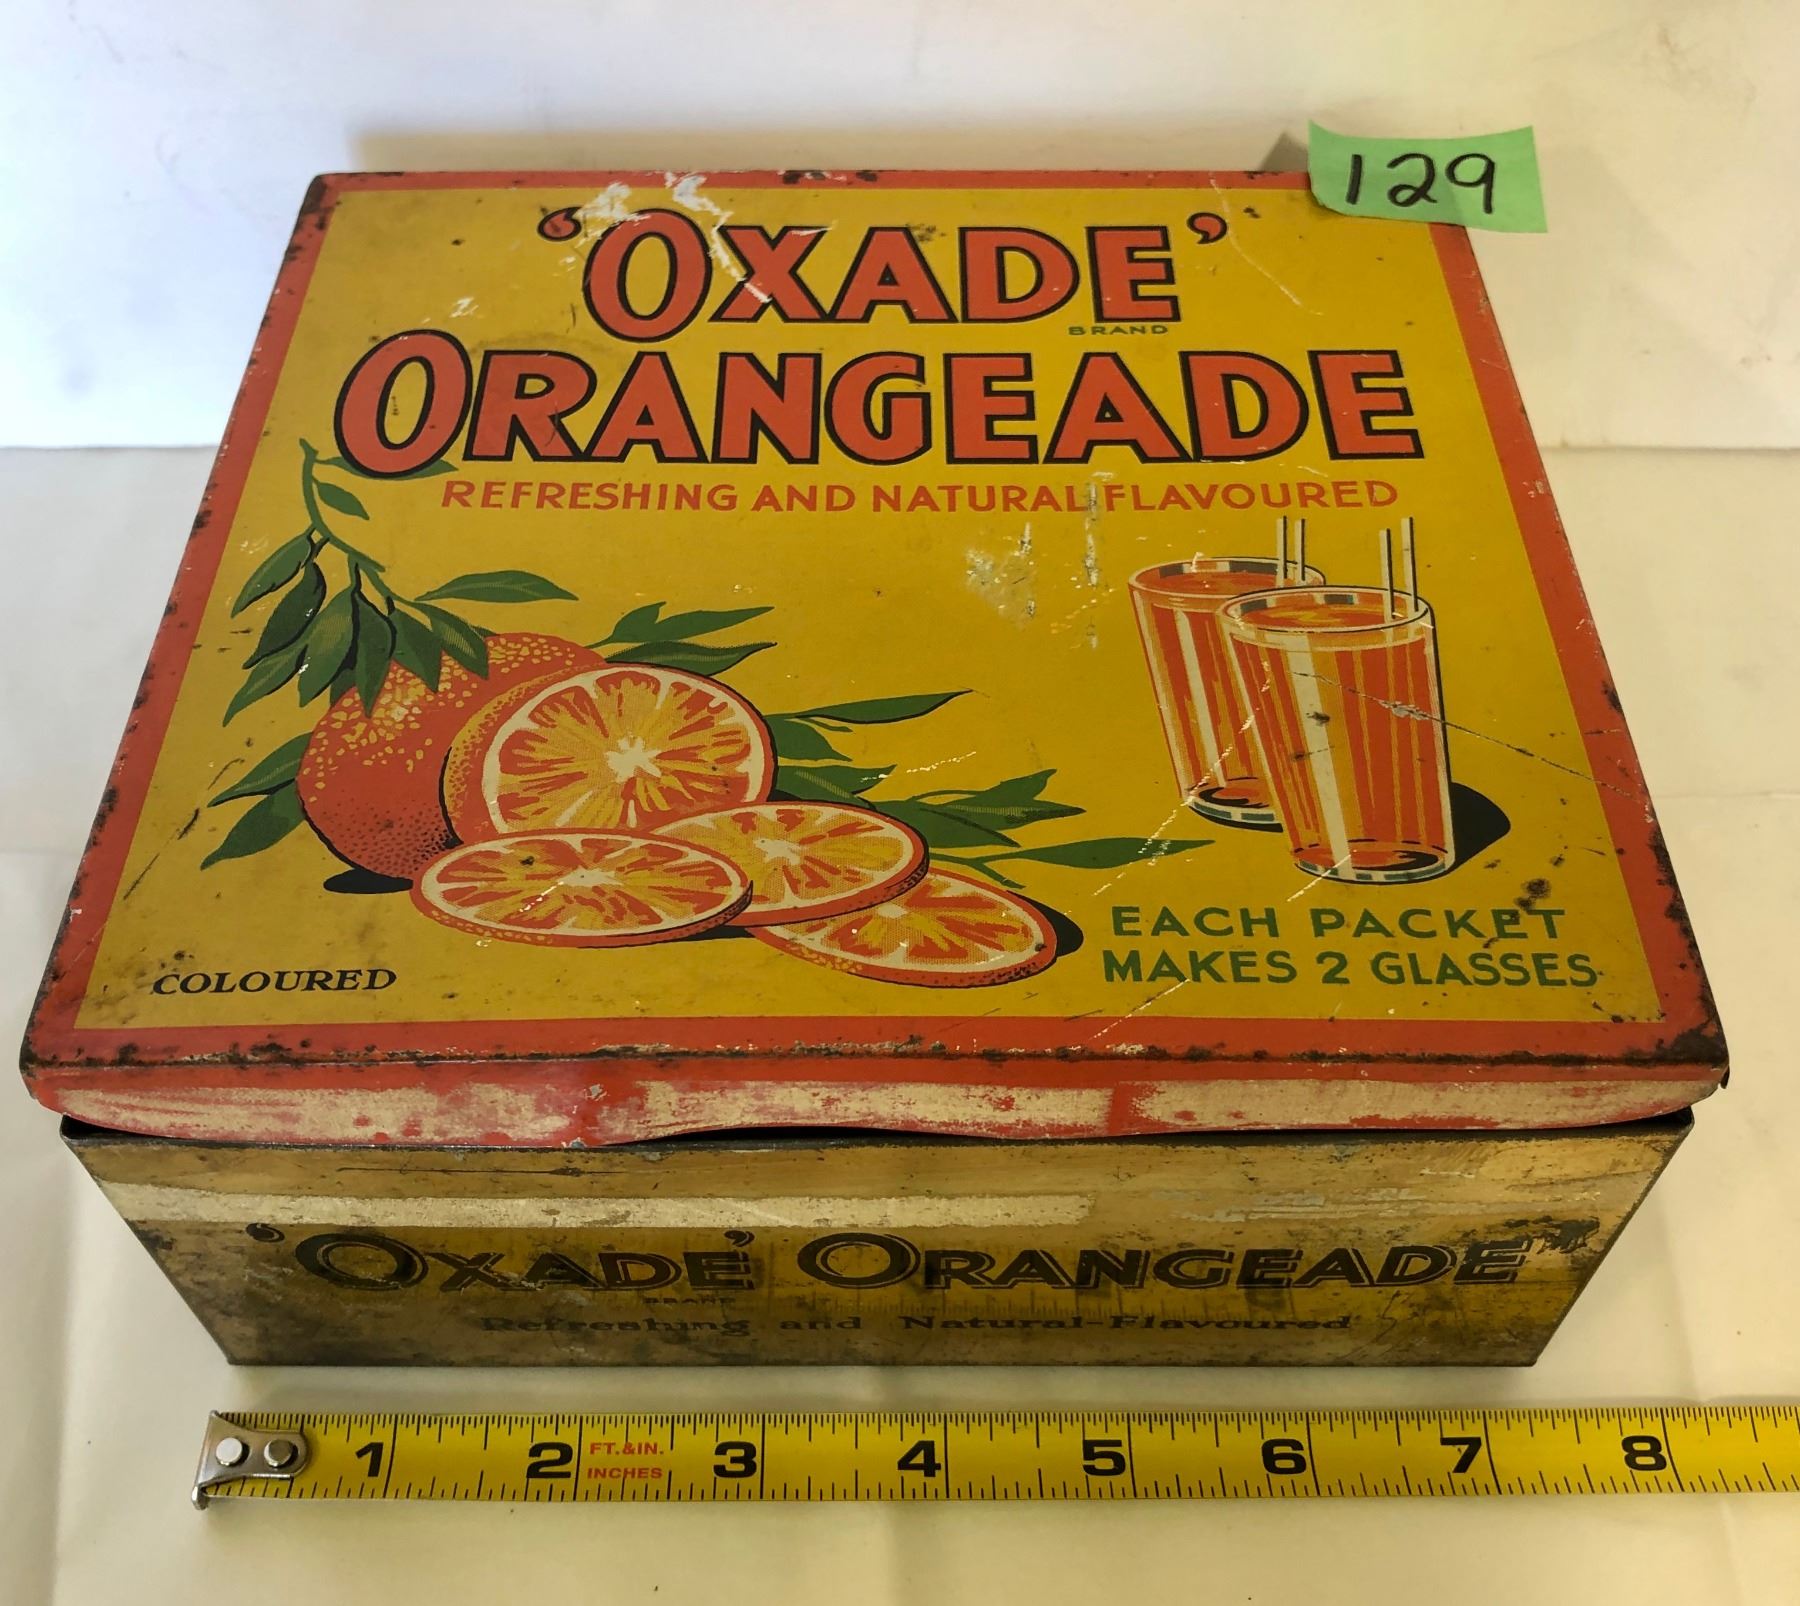 129
‘OXADE’
BRAND
ORANGEADE
REFRESHING AND NATURAL FLAVOURED
EACH PACKET
MAKES 2 GLASSES
COLOURED
‘OXADE’ ORANGEADE
BRAND
Refreshing and Natural-Flavoured
1 2 FT.&IN. INCHES 3 4 5 6 7 8